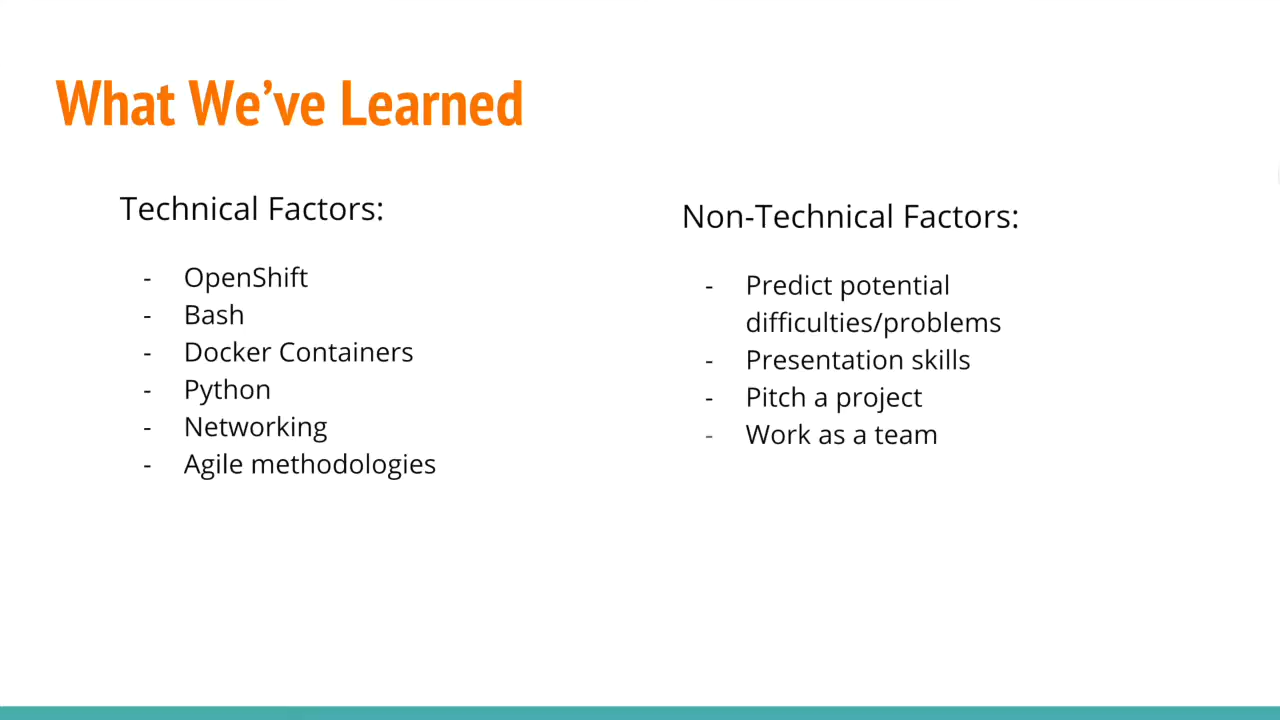 What We’ve Learned
Technical Factors:
- OpenShift
- Bash
- Docker Containers
- Python
- Networking
- Agile methodologies
Non-Technical Factors:
- Predict potential
difficulties/problems
- Presentation skills
- Pitch a project
- Work as a team